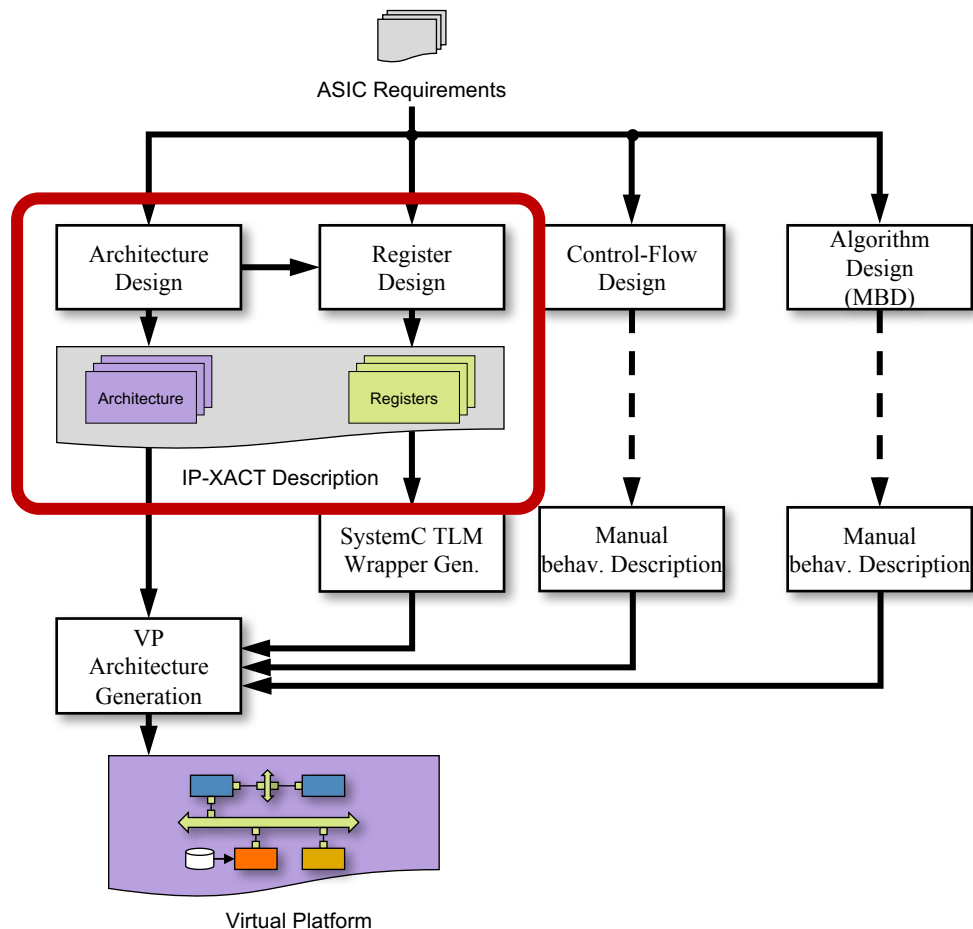 ASIC Requirements
Architecture
Design
Register
Design
Control-Flow
Design
Algorithm
Design
(MBD)
Architecture
Registers
IP-XACT Description
SystemC TLM
Wrapper Gen.
Manual
behav. Description
Manual
behav. Description
VP
Architecture
Generation
Virtual Platform